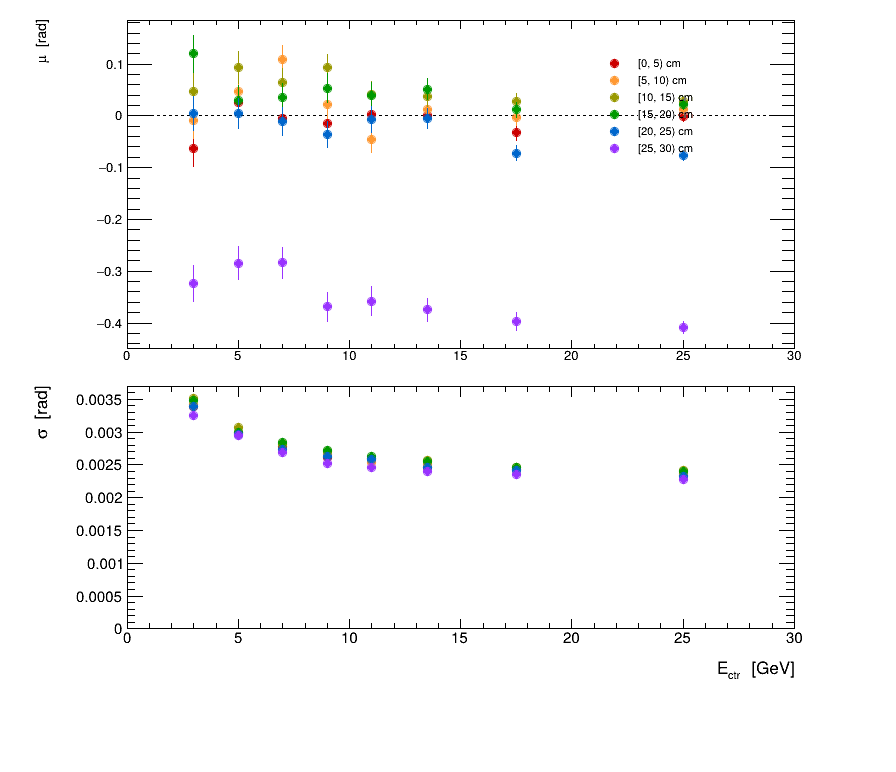 μ [rad]
0.1
0
−0.1
−0.2
−0.3
−0.4
[0, 5) cm
[5, 10) cm
[10, 15) cm
[15, 20) cm
[20, 25) cm
[25, 30) cm
0 5 10 15 20 25 30
σ [rad]
0.0035
0.003
0.0025
0.002
0.0015
0.001
0.0005
0
0 5 10 15 20 25 30
E_ctr [GeV]